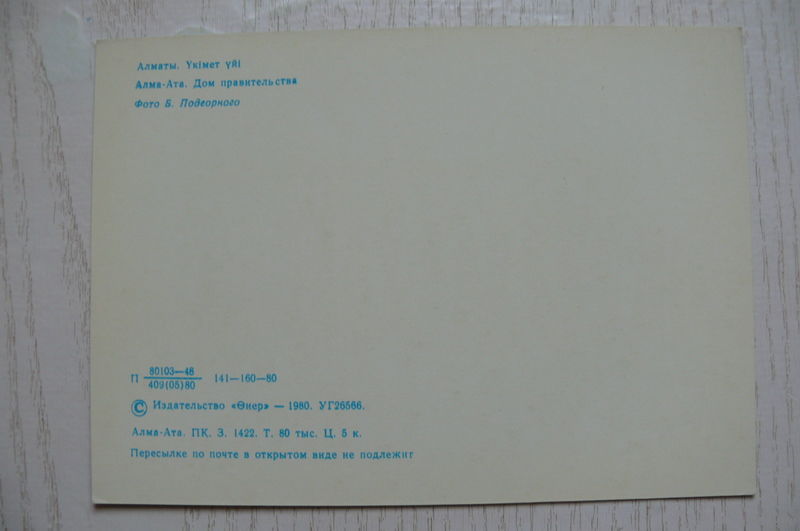 Алматы. Үкімет үйі
Алма-Ата. Дом правительства
Фото Б. Подгорного
П 80103—46
409(05)80 141—160—80
© Издательство «Өнер» — 1980. УГ26566.
Алма-Ата. ПК. З. 1422. Т. 80 тыс. Ц. 5 к.
Пересылке по почте в открытом виде не подлежит